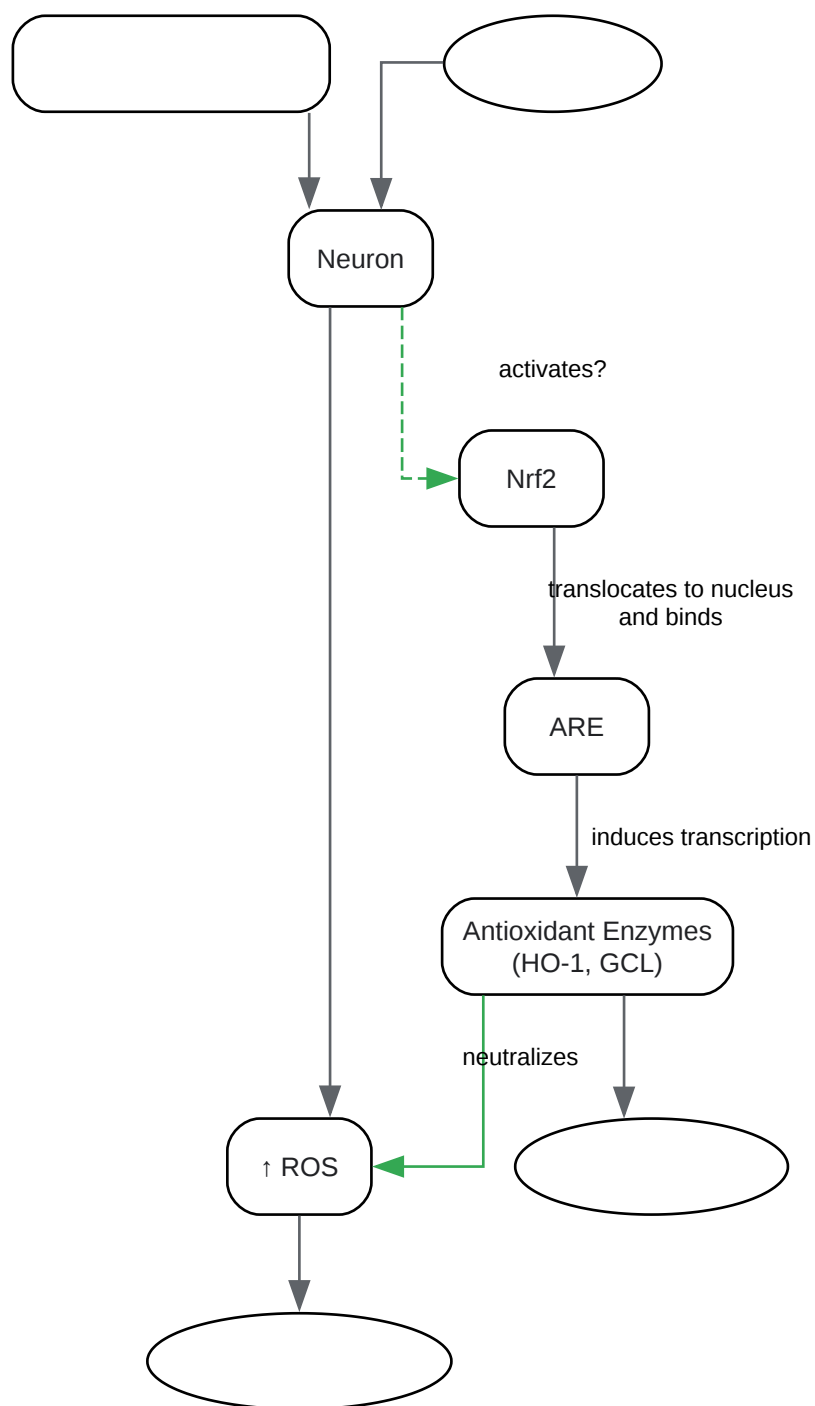 Neuron
activates?
Nrf2
translocates to nucleus
and binds
ARE
induces transcription
Antioxidant Enzymes
(HO-1, GCL)
neutralizes
↑ ROS